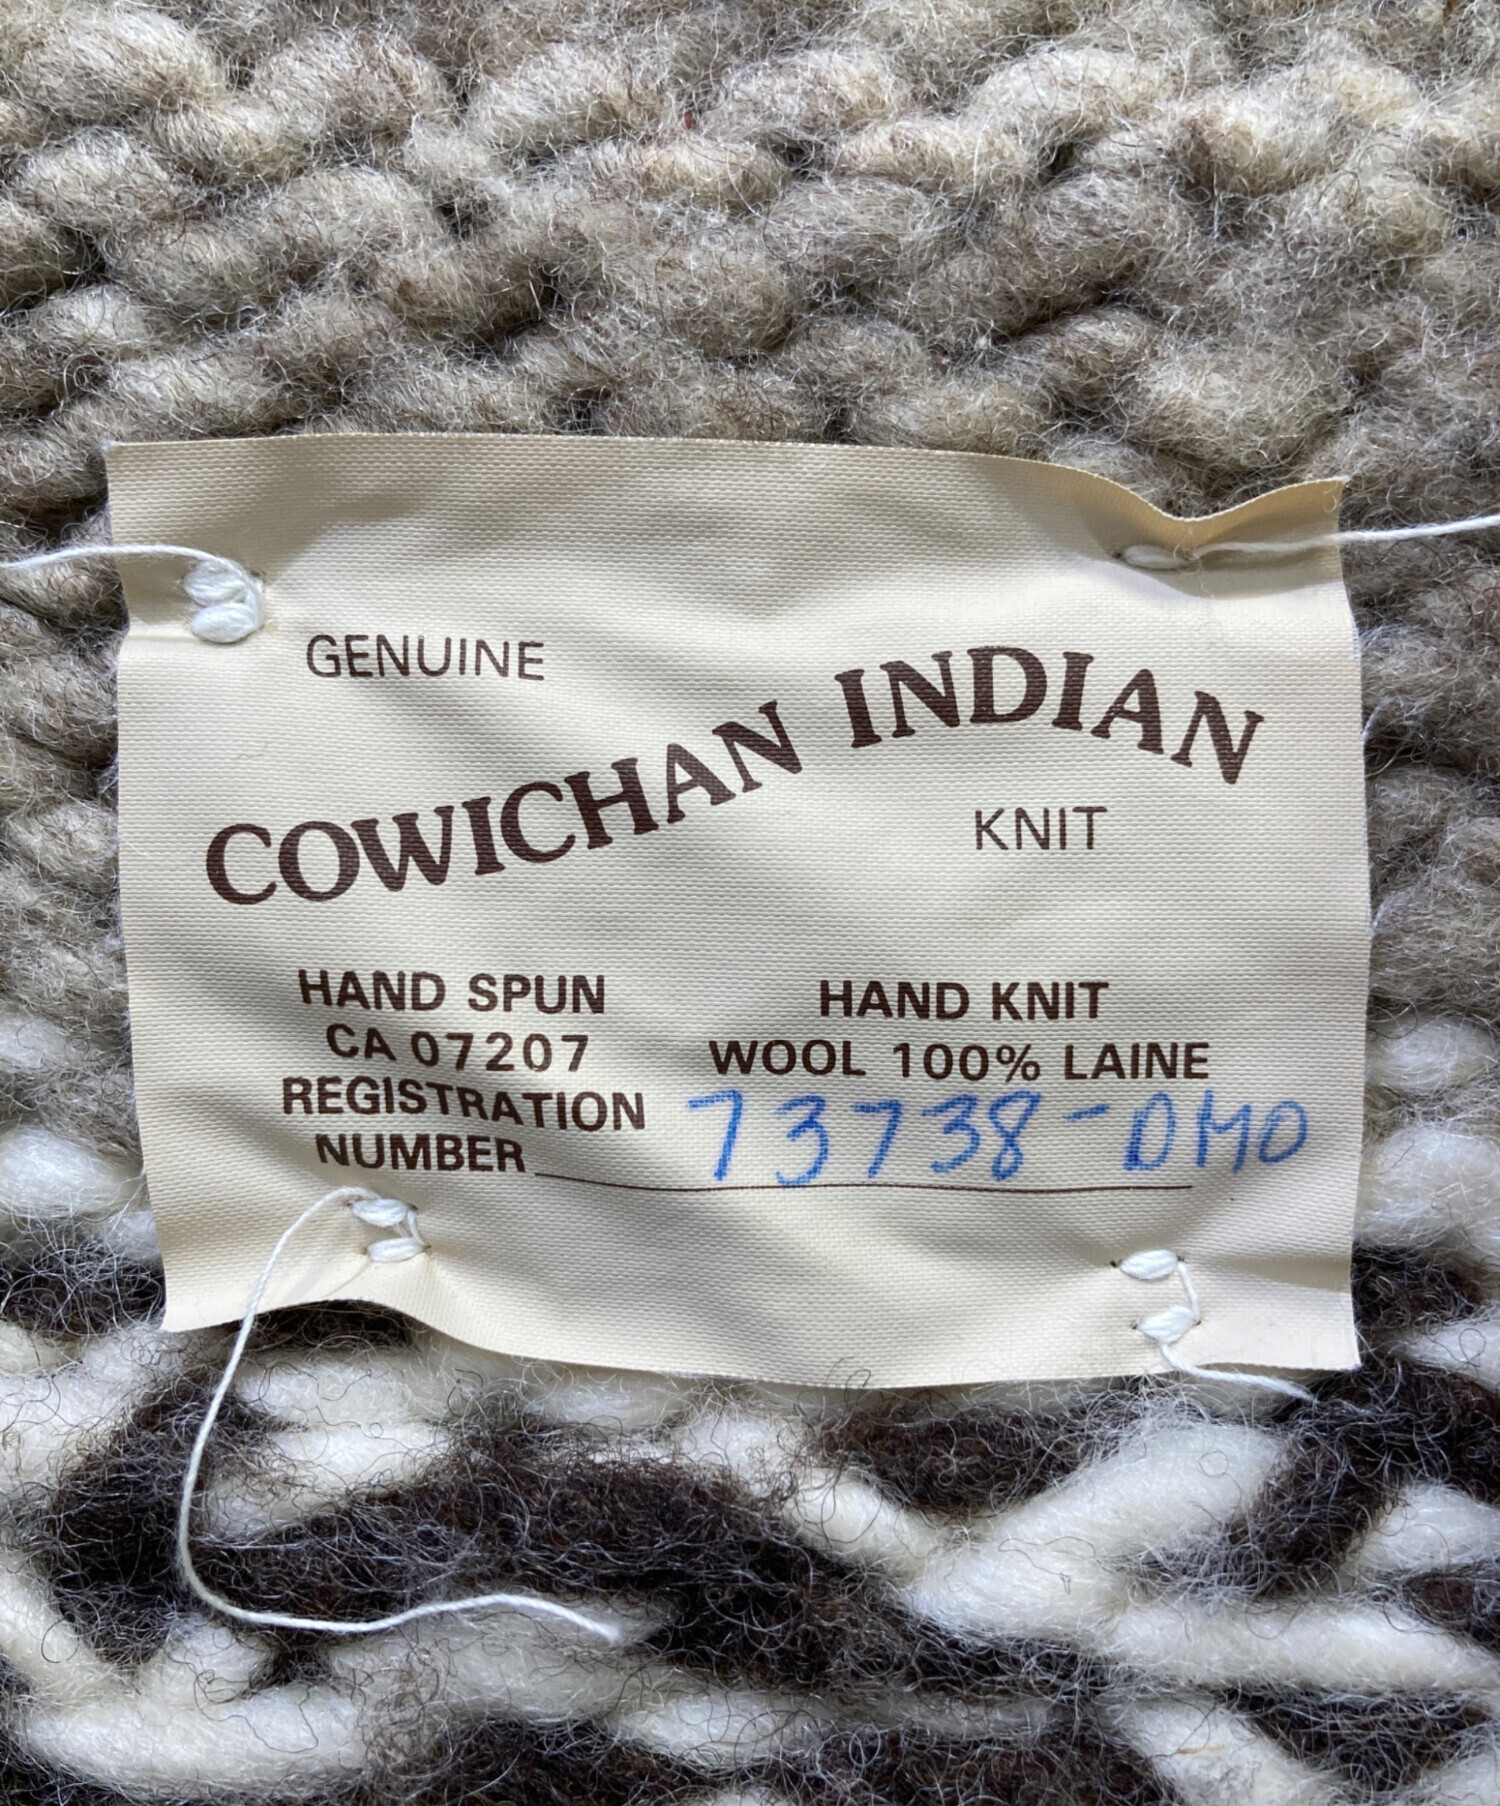 GENUINE
COWICHAN INDIAN
KNIT
HAND SPUN
CA 07207
REGISTRATION
NUMBER
HAND KNIT
WOOL 100% LAINE
73738-DMO